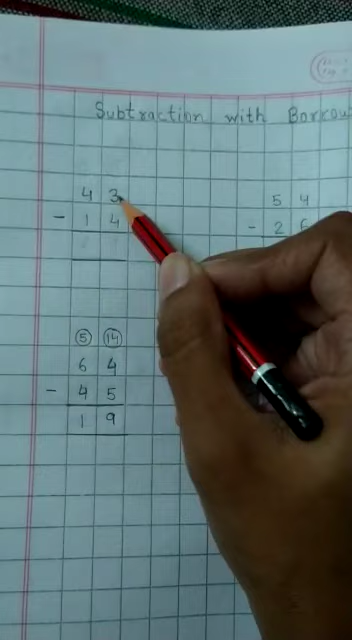 Subtraction with Borrow
4 3
- 1 4
5 4
- 2 6
5 14
6 4
- 4 5
1 9